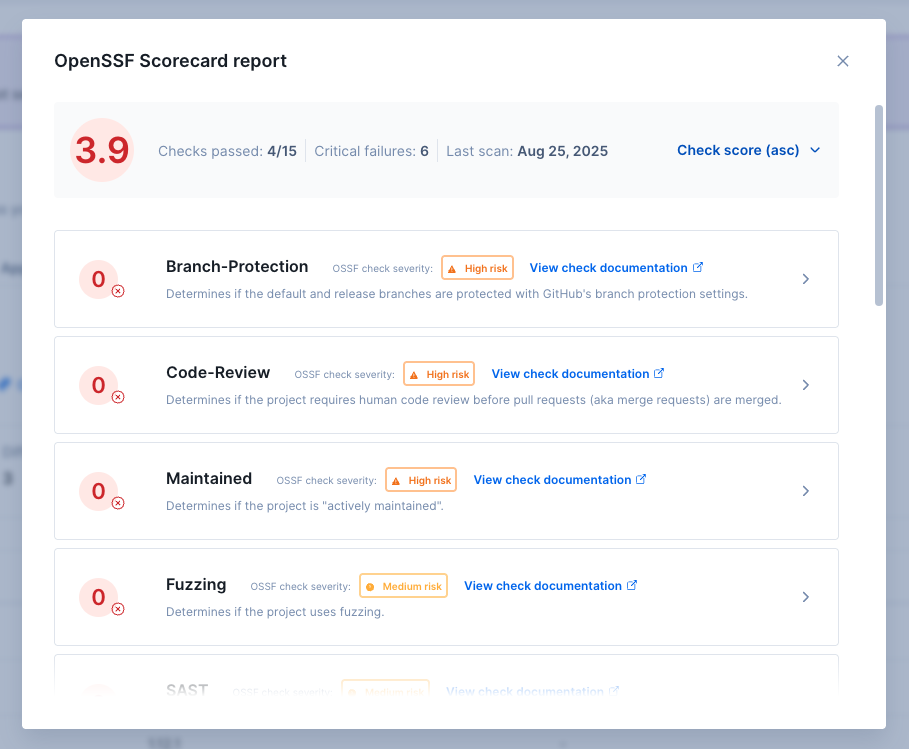 OpenSSF Scorecard report
3.9 Checks passed: 4/15 Critical failures: 6 Last scan: Aug 25, 2025 Check score (asc)
0 Branch-Protection OSSF check severity: High risk View check documentation
Determines if the default and release branches are protected with GitHub's branch protection settings.
0 Code-Review OSSF check severity: High risk View check documentation
Determines if the project requires human code review before pull requests (aka merge requests) are merged.
0 Maintained OSSF check severity: High risk View check documentation
Determines if the project is "actively maintained".
0 Fuzzing OSSF check severity: Medium risk View check documentation
Determines if the project uses fuzzing.
SAST OSSF check severity: Medium risk View check documentation